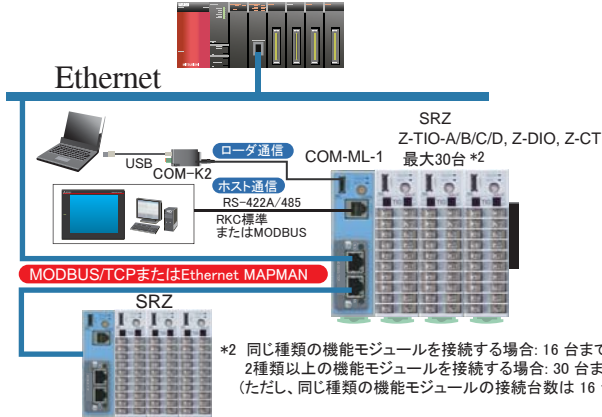 Ethernet
SRZ
Z-TIO-A/B/C/D, Z-DIO, Z-CT
最大30台 *2
COM-ML-1
USB
COM-K2
ローダ通信
ホスト通信
RS-422A/485
RKC標準
またはMODBUS
TIO
TIO
TIO
MODBUS/TCPまたはEthernet MAPMAN
SRZ
*2 同じ種類の機能モジュールを接続する場合: 16 台まで
2種類以上の機能モジュールを接続する場合: 30 台ま
(ただし、同じ種類の機能モジュールの接続台数は 16